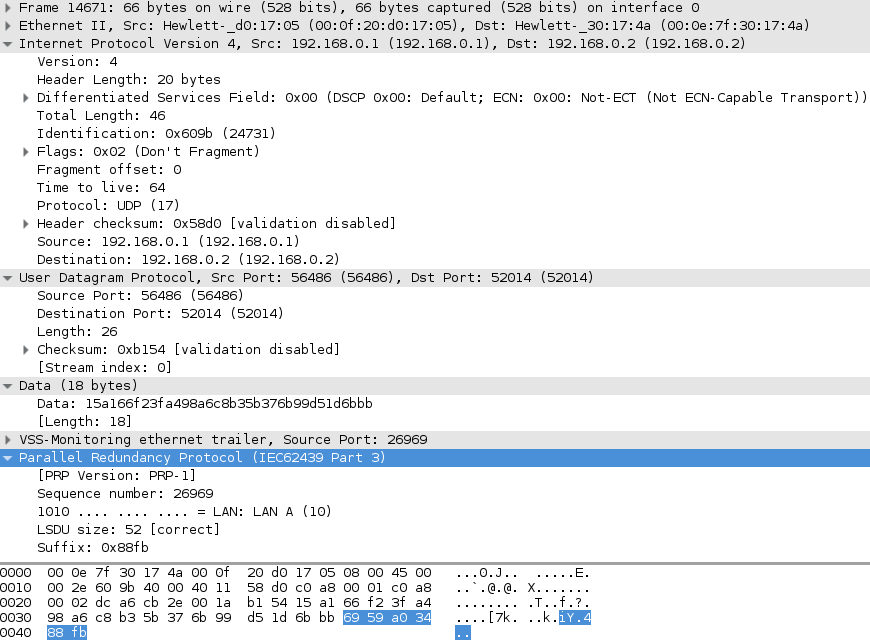 Frame 14671: 66 bytes on wire (528 bits), 66 bytes captured (528 bits) on interface 0
Ethernet II, Src: Hewlett-_d0:17:05 (00:0f:20:d0:17:05), Dst: Hewlett-_30:17:4a (00:0e:7f:30:17:4a)
Internet Protocol Version 4, Src: 192.168.0.1 (192.168.0.1), Dst: 192.168.0.2 (192.168.0.2)
Version: 4
Header Length: 20 bytes
Differentiated Services Field: 0x00 (DSCP 0x00: Default; ECN: 0x00: Not-ECT (Not ECN-Capable Transport))
Total Length: 46
Identification: 0x609b (24731)
Flags: 0x02 (Don't Fragment)
Fragment offset: 0
Time to live: 64
Protocol: UDP (17)
Header checksum: 0x58d0 [validation disabled]
Source: 192.168.0.1 (192.168.0.1)
Destination: 192.168.0.2 (192.168.0.2)
User Datagram Protocol, Src Port: 56486 (56486), Dst Port: 52014 (52014)
Source Port: 56486 (56486)
Destination Port: 52014 (52014)
Length: 26
Checksum: 0xb154 [validation disabled]
[Stream index: 0]
Data (18 bytes)
Data: 15a166f23fa498a6c8b35b376b99d51d6bbb
[Length: 18]
VSS-Monitoring ethernet trailer, Source Port: 26969
Parallel Redundancy Protocol (IEC62439 Part 3)
[PRP Version: PRP-1]
Sequence number: 26969
1010 .... .... .... = LAN: LAN A (10)
LSDU size: 52 [correct]
Suffix: 0x88fb
0000 00 0e 7f 30 17 4a 00 0f 20 d0 17 05 08 00 45 00 ...0.J.. .....E.
0010 00 2e 60 9b 40 00 40 11 58 d0 c0 a8 00 01 c0 a8 ..`.@.@. X.......
0020 00 02 dc a6 cb 2e 00 1a b1 54 15 a1 66 f2 3f a4 ........ .T..f.?.
0030 98 a6 c8 b3 5b 37 6b 99 d5 1d 6b bb 69 59 a0 34 ....[7k. ..k.iY.4
0040 88 fb ..